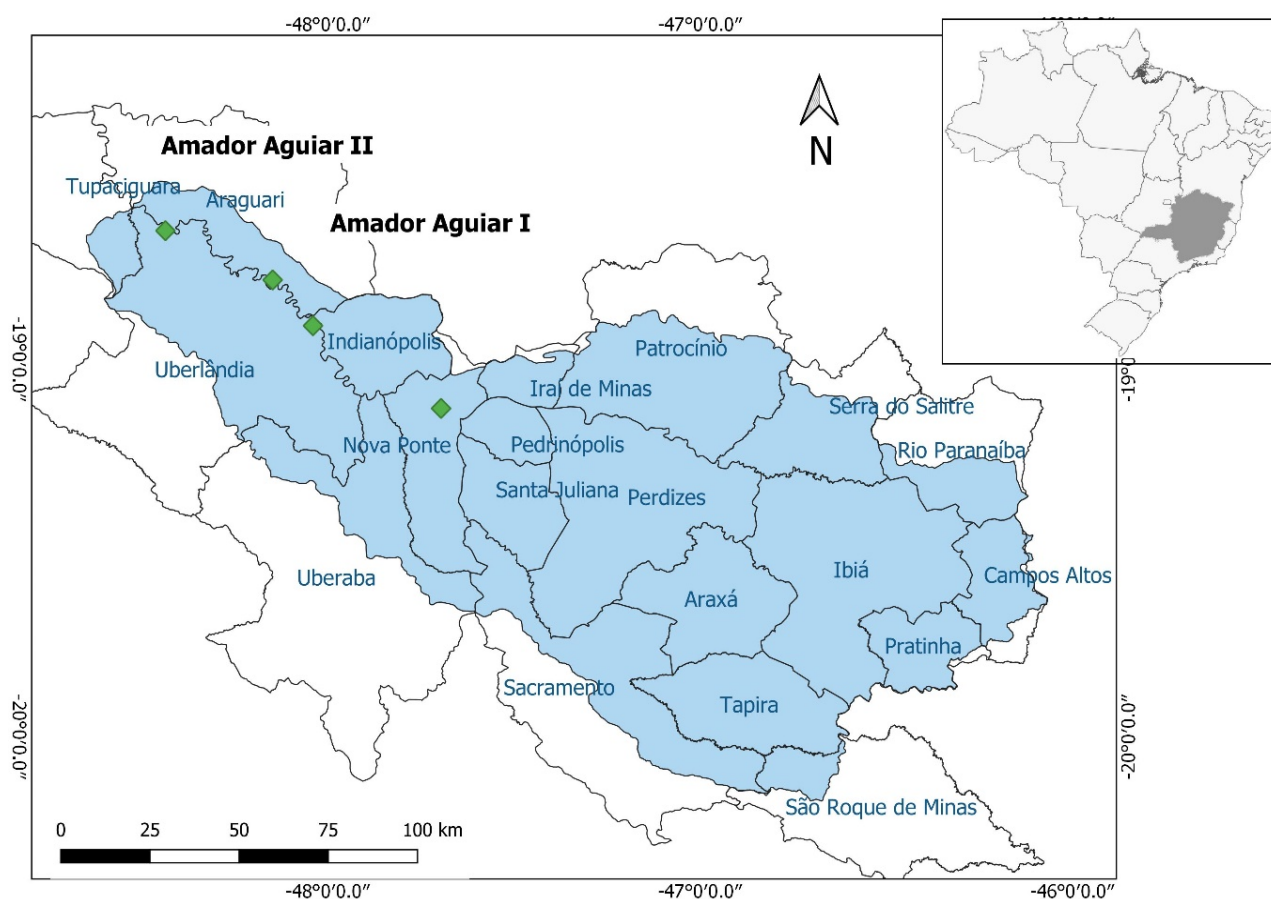 -48°0′0.0″
-47°0′0.0″
Amador Aguiar II
Tupaciguara
Araguari
Amador Aguiar I
N
-19°0′0.0″
-19°0
Indianópolis
Patrocínio
Uberlândia
Iraí de Minas
Serra do Salitre
Nova Ponte
Pedrinópolis
Rio Paranaíba
Santa Juliana
Perdizes
Uberaba
Ibiá
Campos Altos
Araxá
Pratinha
Sacramento
Tapira
-20°0′0.0″
-20°0′0.0″
São Roque de Minas
0 25 50 75 100 km
-48°0′0.0″
-47°0′0.0″
-46°0′0.0″